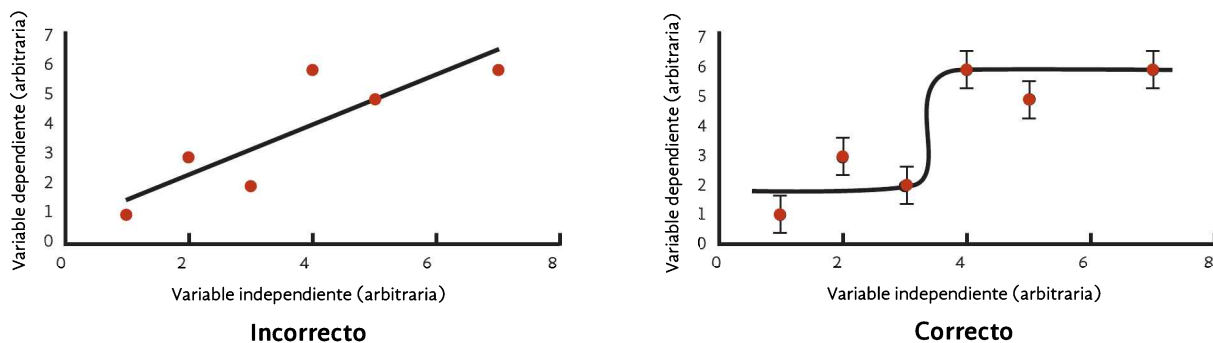 Variable dependiente (arbitraria)
7
6
5
4
3
2
1
0
0 2 4 6 8
Variable independiente (arbitraria)
Incorrecto
Variable dependiente (arbitraria)
7
6
5
4
3
2
1
0
0 2 4 6 8
Variable independiente (arbitraria)
Correcto